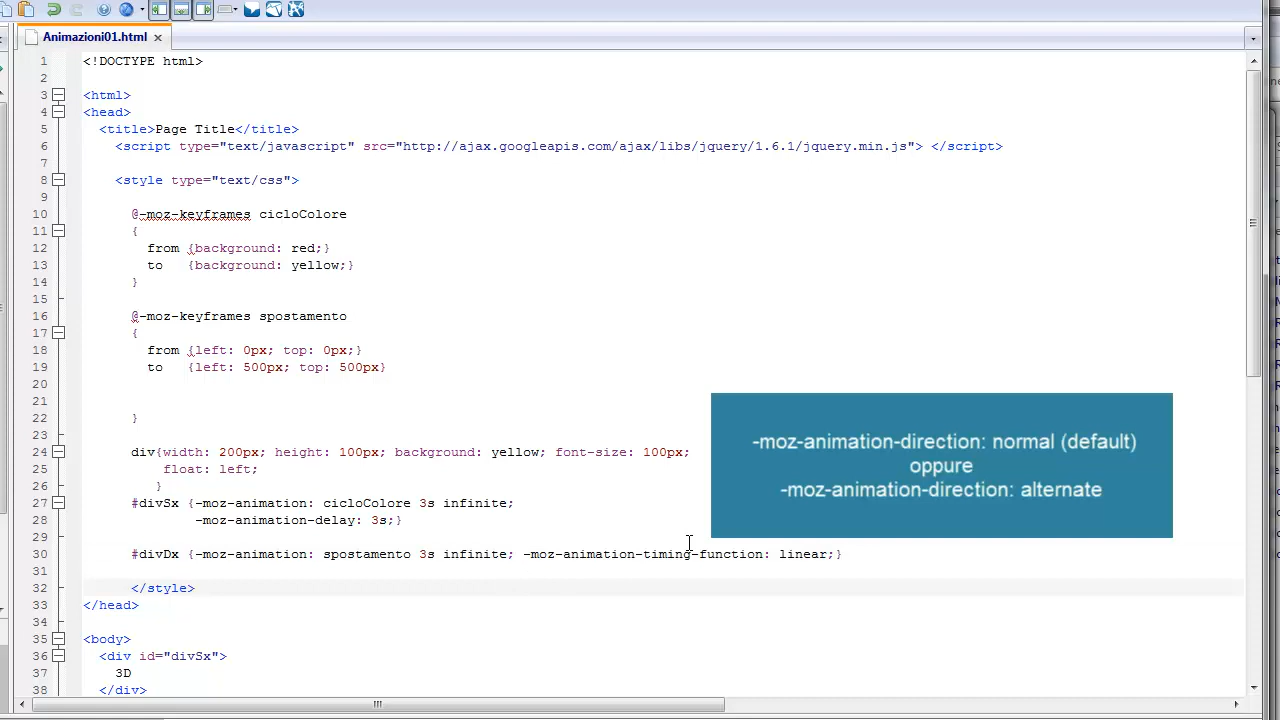 Animazioni01.html
1 <!DOCTYPE html>
2
3 <html>
4 <head>
5 <title>Page Title</title>
6 <script type="text/javascript" src="http://ajax.googleapis.com/ajax/libs/jquery/1.6.1/jquery.min.js"> </script>
7
8 <style type="text/css">
9
10 @-moz-keyframes cicloColore
11 {
12 from {background: red;}
13 to {background: yellow;}
14 }
15
16 @-moz-keyframes spostamento
17 {
18 from {left: 0px; top: 0px;}
19 to {left: 500px; top: 500px}
20
21
22 }
23
24 div{width: 200px; height: 100px; background: yellow; font-size: 100px;
25 float: left;
26 }
27 #divSx {-moz-animation: cicloColore 3s infinite;
28 -moz-animation-delay: 3s;}
29
30 #divDx {-moz-animation: spostamento 3s infinite; -moz-animation-timing-function: linear;}
31
32 </style>
33 </head>
34
35 <body>
36 <div id="divSx">
37 3D
38 </div>
-moz-animation-direction: normal (default)
oppure
-moz-animation-direction: alternate